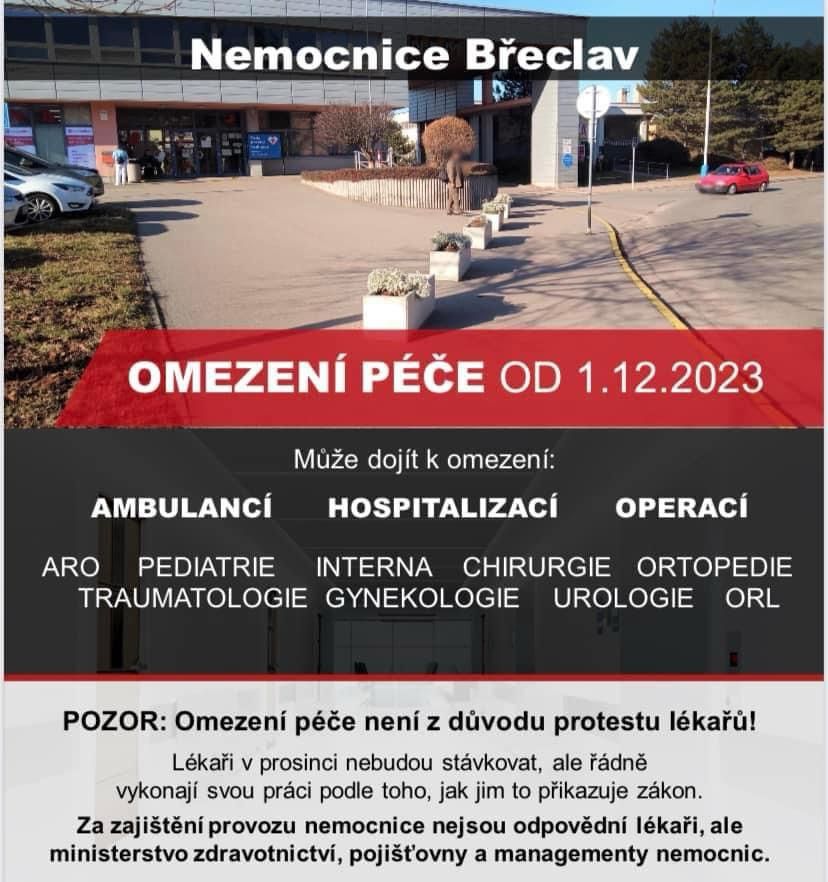 Nemocnice Břeclav
OMEZENÍ PÉČE OD 1.12.2023
Může dojít k omezení:
AMBULANCÍ HOSPITALIZACÍ OPERACÍ
ARO PEDIATRIE INTERNA CHIRURGIE ORTOPEDIE
TRAUMATOLOGIE GYNEKOLOGIE UROLOGIE ORL
POZOR: Omezení péče není z důvodu protestu lékařů!
Lékaři v prosinci nebudou stávkovat, ale řádně
vykonají svou práci podle toho, jak jim to přikazuje zákon.
Za zajištění provozu nemocnice nejsou odpovědní lékaři, ale
ministerstvo zdravotnictví, pojišťovny a managementy nemocnic.